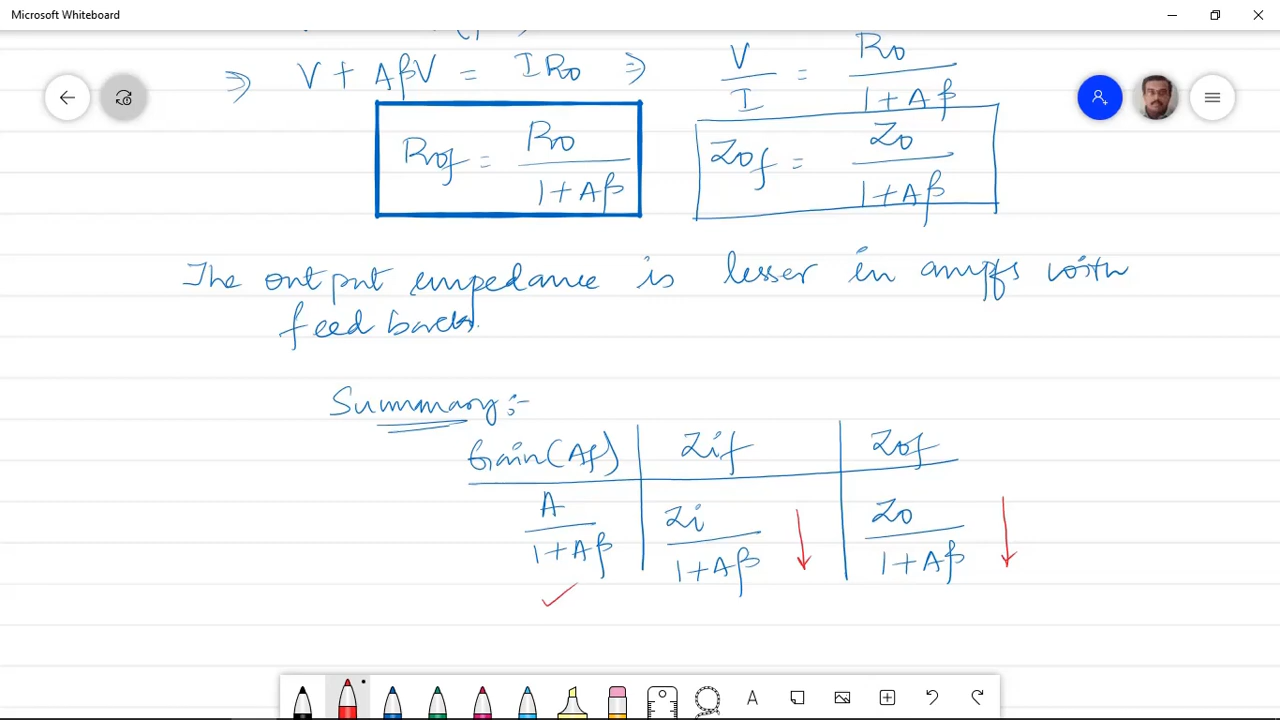 Microsoft Whiteboard
⇒ V + AβV = IRo ⇒ V/I = Ro/(1+Aβ)
Rof = Ro/(1+Aβ) Zof = Zo/(1+Aβ)
The output impedance is lesser in amps with
feed back.
Summary:-
Gain(Af) Zif Zof
A/(1+Aβ) Zi/(1+Aβ) ↓ Zo/(1+Aβ) ↓
✓
A